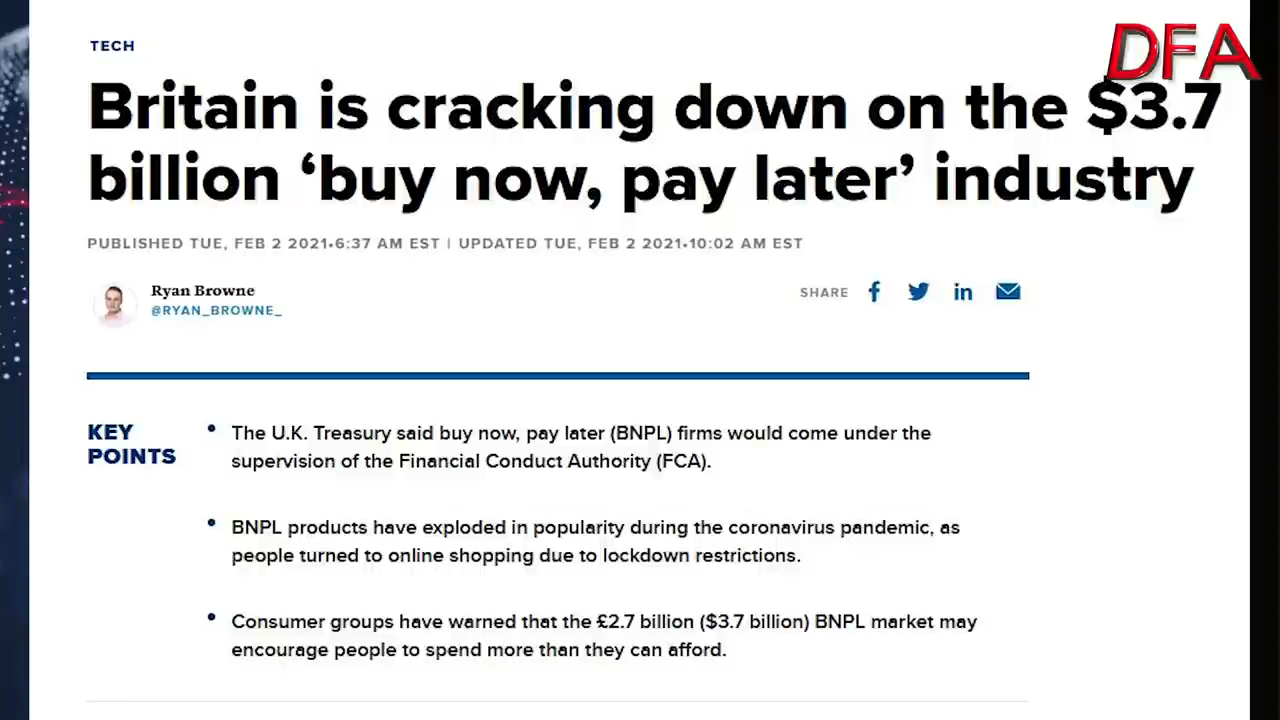 DFA
TECH
Britain is cracking down on the $3.7
billion ‘buy now, pay later’ industry
PUBLISHED TUE, FEB 2 2021•6:37 AM EST | UPDATED TUE, FEB 2 2021•10:02 AM EST
Ryan Browne
@RYAN_BROWNE_
SHARE
KEY
POINTS
• The U.K. Treasury said buy now, pay later (BNPL) firms would come under the
supervision of the Financial Conduct Authority (FCA).
• BNPL products have exploded in popularity during the coronavirus pandemic, as
people turned to online shopping due to lockdown restrictions.
• Consumer groups have warned that the £2.7 billion ($3.7 billion) BNPL market may
encourage people to spend more than they can afford.